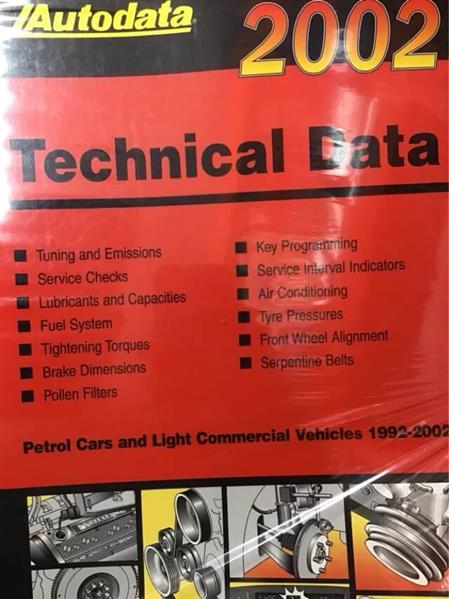 Autodata
2002
Technical Data
Tuning and Emissions
Service Checks
Lubricants and Capacities
Fuel System
Tightening Torques
Brake Dimensions
Pollen Filters
Key Programming
Service Interval Indicators
Air Conditioning
Tyre Pressures
Front Wheel Alignment
Serpentine Belts
Petrol Cars and Light Commercial Vehicles 1992-2002